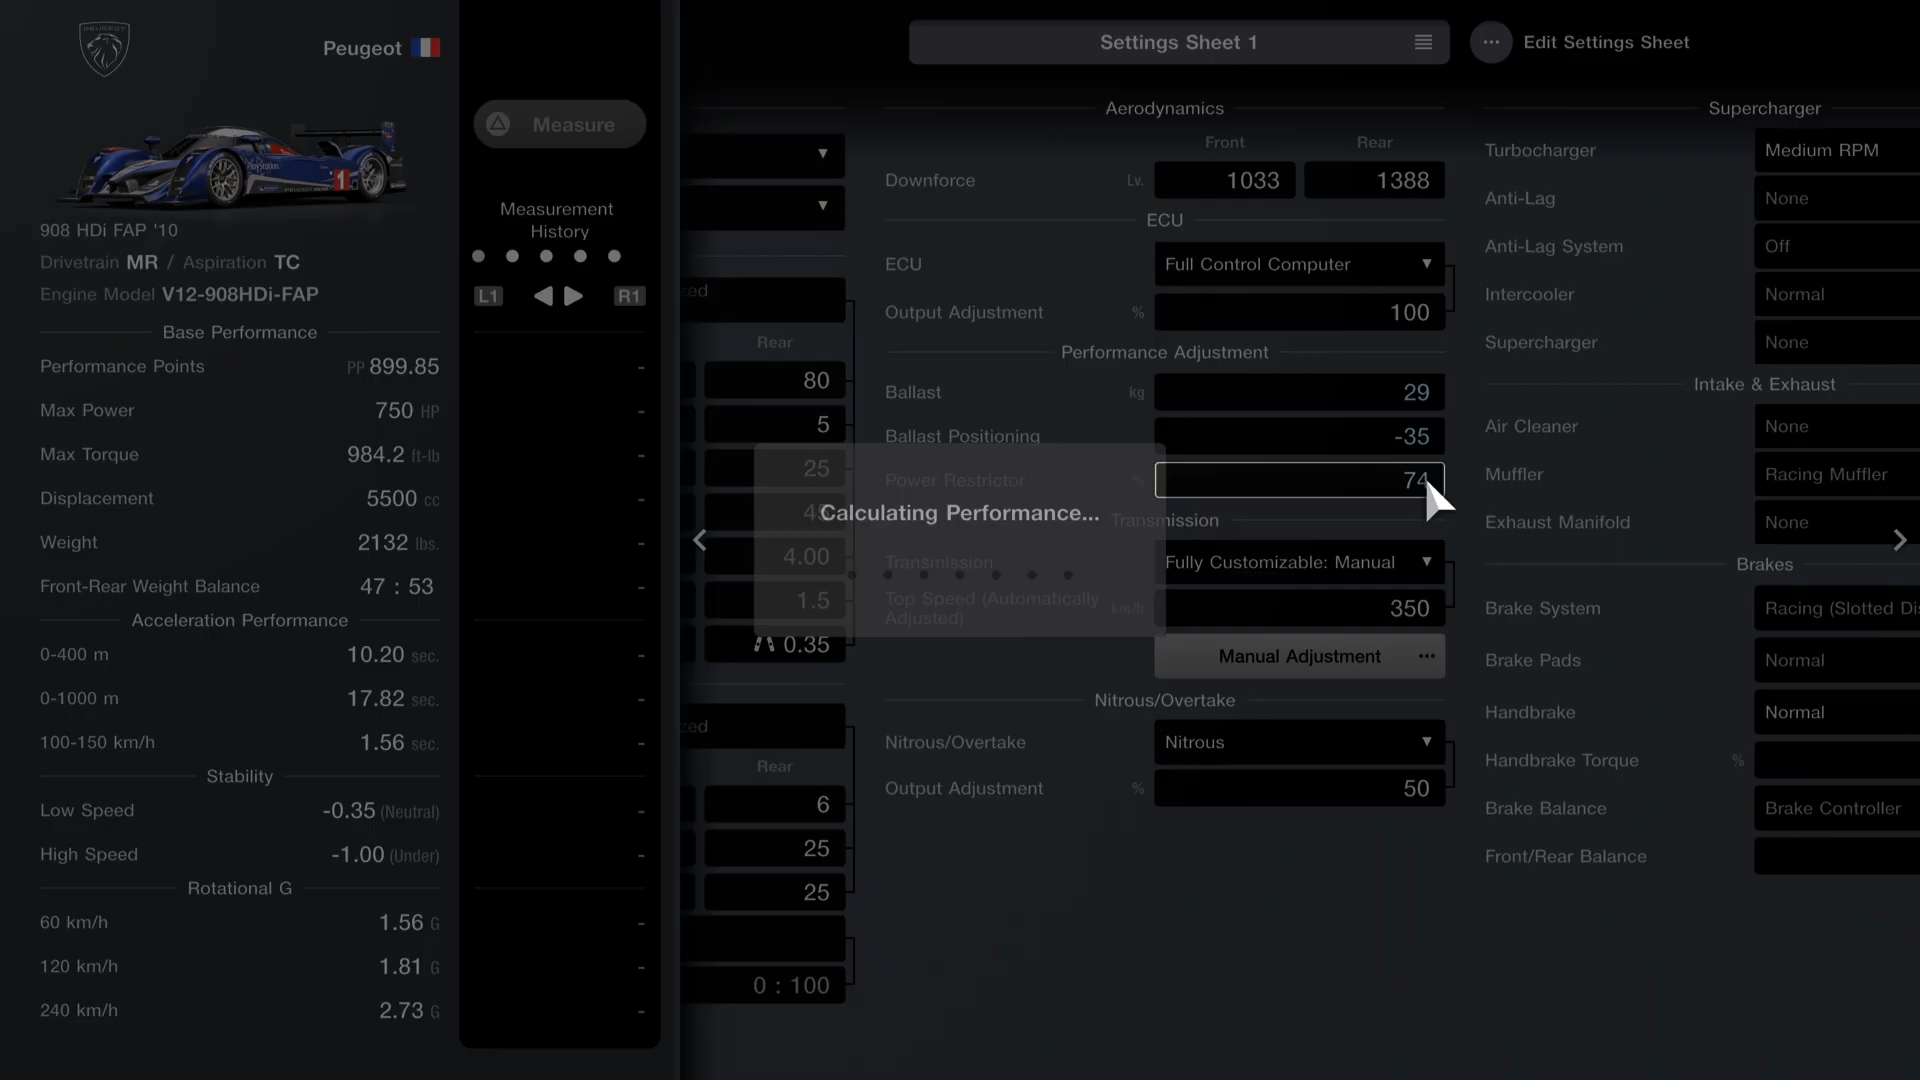 Peugeot
908 HDi FAP '10
Drivetrain MR / Aspiration TC
Engine Model V12-908HDi-FAP
Base Performance
Performance Points PP 899.85
Max Power 750 HP
Max Torque 984.2 ft-lb
Displacement 5500 cc
Weight 2132 lbs.
Front-Rear Weight Balance 47 : 53
Acceleration Performance
0-400 m 10.20 sec.
0-1000 m 17.82 sec.
100-150 km/h 1.56 sec.
Stability
Low Speed -0.35 (Neutral)
High Speed -1.00 (Under)
Rotational G
60 km/h 1.56 G
120 km/h 1.81 G
240 km/h 2.73 G
Measure
Measurement
History
L1 R1
-
-
-
-
-
-
-
-
-
-
-
-
-
-
Settings Sheet 1
Edit Settings Sheet
zed
Rear
80
5
25
45
4.00
1.5
0.35
zed
Rear
6
25
25
0 : 100
Aerodynamics
Front Rear
Downforce Lv. 1033 1388
ECU
ECU Full Control Computer
Output Adjustment % 100
Performance Adjustment
Ballast kg 29
Ballast Positioning -35
Power Restrictor % 74
Calculating Performance...
Transmission
Transmission Fully Customizable: Manual
Top Speed (Automatically
Adjusted) km/h 350
Manual Adjustment
Nitrous/Overtake
Nitrous/Overtake Nitrous
Output Adjustment % 50
Supercharger
Turbocharger Medium RPM
Anti-Lag None
Anti-Lag System Off
Intercooler Normal
Supercharger None
Intake & Exhaust
Air Cleaner None
Muffler Racing Muffler
Exhaust Manifold None
Brakes
Brake System Racing (Slotted Dis
Brake Pads Normal
Handbrake Normal
Handbrake Torque %
Brake Balance Brake Controller
Front/Rear Balance